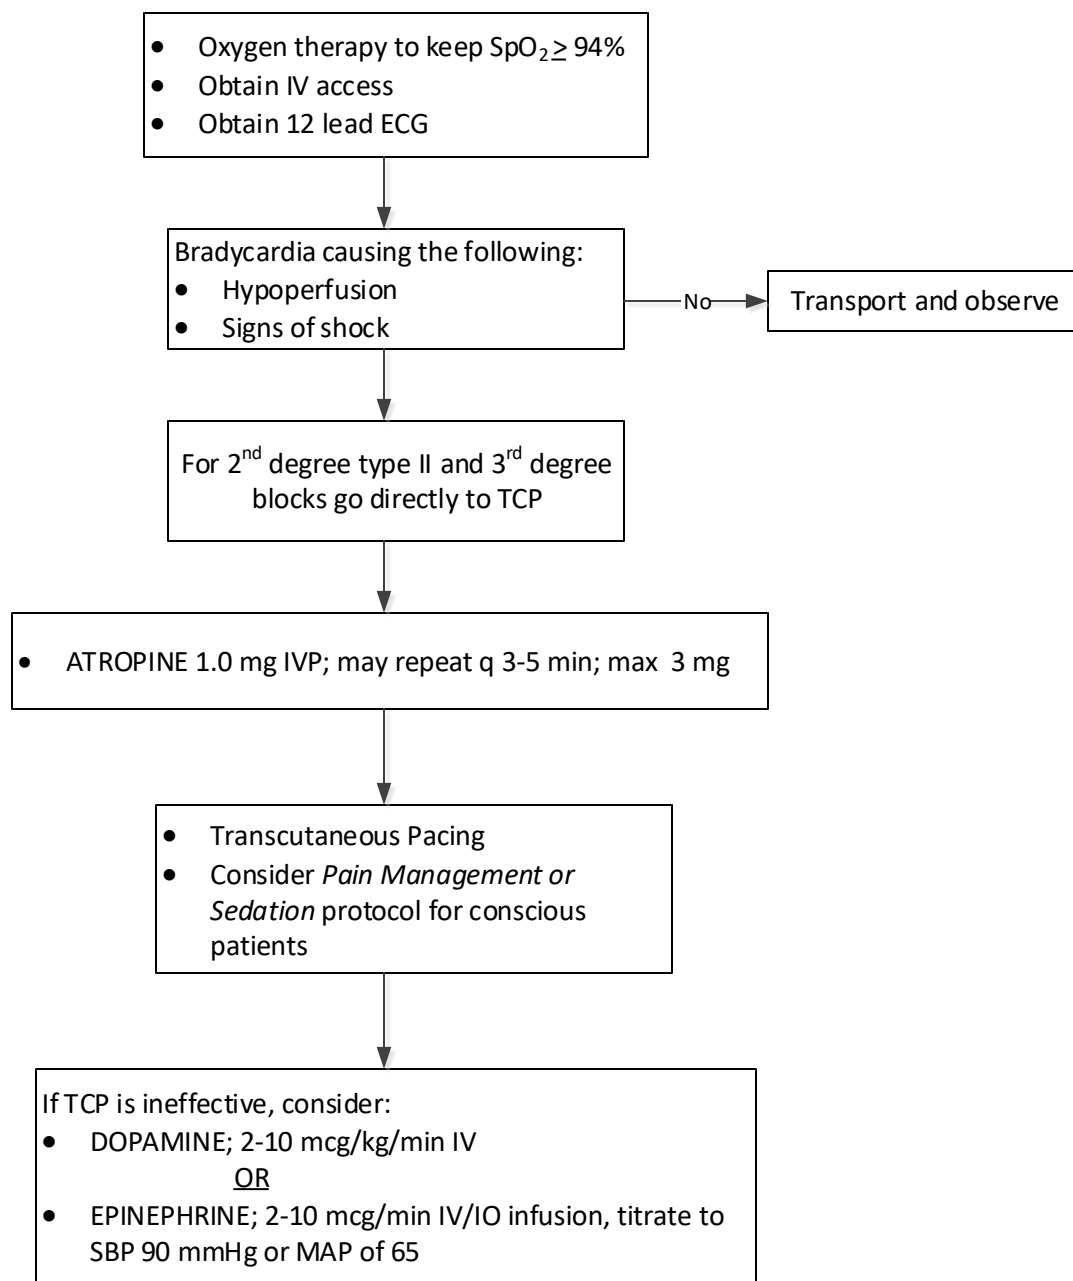 • Oxygen therapy to keep SpO₂ ≥ 94%
• Obtain IV access
• Obtain 12 lead ECG
Bradycardia causing the following:
• Hypoperfusion
• Signs of shock
No
Transport and observe
For 2nd degree type II and 3rd degree
blocks go directly to TCP
• ATROPINE 1.0 mg IVP; may repeat q 3-5 min; max 3 mg
• Transcutaneous Pacing
• Consider Pain Management or
Sedation protocol for conscious
patients
If TCP is ineffective, consider:
• DOPAMINE; 2-10 mcg/kg/min IV
OR
• EPINEPHRINE; 2-10 mcg/min IV/IO infusion, titrate to
SBP 90 mmHg or MAP of 65